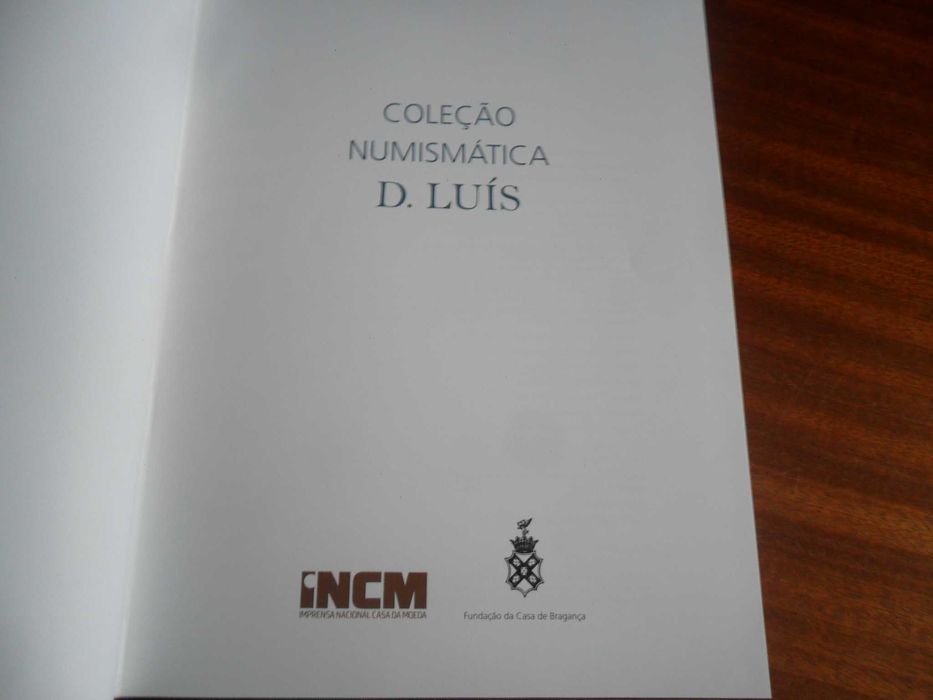 COLEÇÃO
NUMISMÁTICA
D. LUÍS
INCM
IMPRENSA NACIONAL CASA DA MOEDA
Fundação da Casa de Bragança